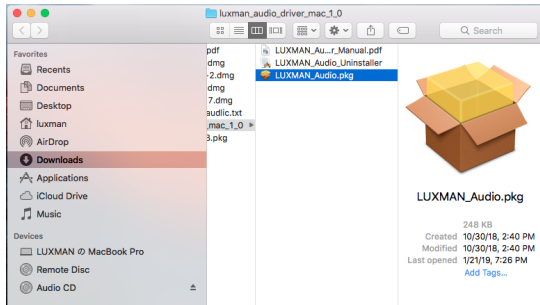 luxman_audio_driver_mac_1_0
Search
Favorites
Recents
Documents
Desktop
luxman
AirDrop
Downloads
Applications
iCloud Drive
Music
Devices
LUXMAN の MacBook Pro
Remote Disc
Audio CD
pdf
dmg
-2.dmg
dmg
7.dmg
audlic.txt
_mac_1_0
3.pkg
LUXMAN_Au...r_Manual.pdf
LUXMAN_Audio_Uninstaller
LUXMAN_Audio.pkg
LUXMAN_Audio.pkg
248 KB
Created 10/30/18, 2:40 PM
Modified 10/30/18, 2:40 PM
Last opened 1/21/19, 7:26 PM
Add Tags...